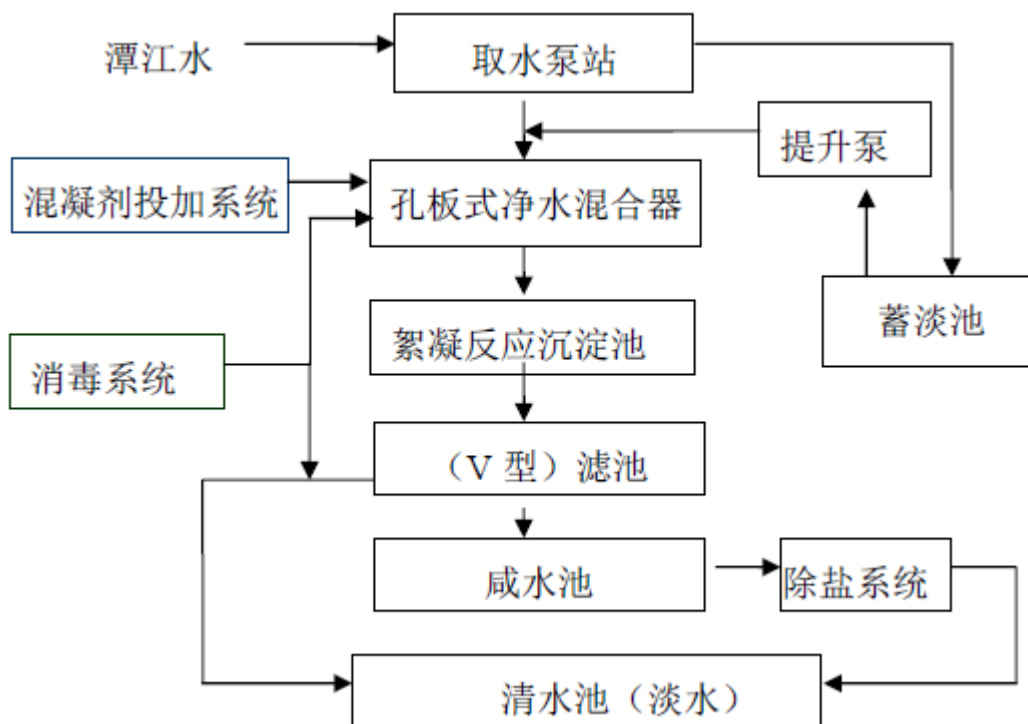 潭江水
取水泵站
提升泵
混凝剂投加系统
孔板式净水混合器
蓄淡池
絮凝反应沉淀池
消毒系统
（V 型）滤池
咸水池
除盐系统
清水池（淡水）